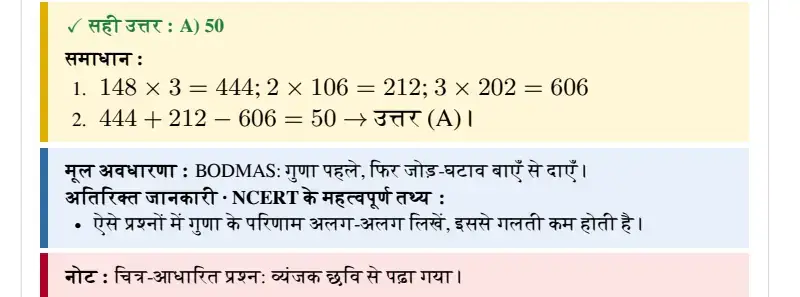 ✓ सही उत्तर : A) 50
समाधान :
1. 148 × 3 = 444; 2 × 106 = 212; 3 × 202 = 606
2. 444 + 212 − 606 = 50 → उत्तर (A)।
मूल अवधारणा : BODMAS: गुणा पहले, फिर जोड़-घटाव बाएँ से दाएँ।
अतिरिक्त जानकारी · NCERT के महत्वपूर्ण तथ्य :
• ऐसे प्रश्नों में गुणा के परिणाम अलग-अलग लिखें, इससे गलती कम होती है।
नोट : चित्र-आधारित प्रश्न: व्यंजक छवि से पढ़ा गया।